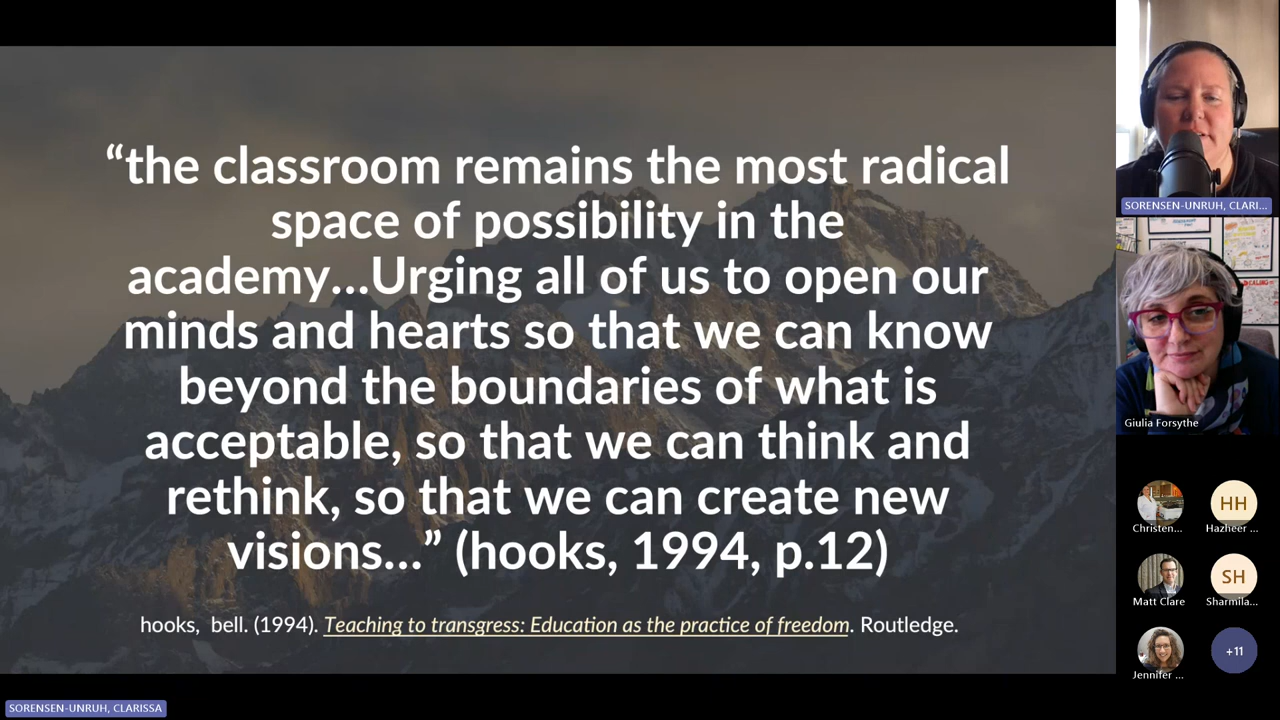 “the classroom remains the most radical
space of possibility in the
academy...Urging all of us to open our
minds and hearts so that we can know
beyond the boundaries of what is
acceptable, so that we can think and
rethink, so that we can create new
visions...” (hooks, 1994, p.12)
hooks,  bell. (1994). Teaching to transgress: Education as the practice of freedom. Routledge.
SORENSEN-UNRUH, CLARI...
Giulia Forsythe
Christen...
HH
Hazheer ...
Matt Clare
SH
Sharmila...
Jennifer ...
+11
SORENSEN-UNRUH, CLARISSA